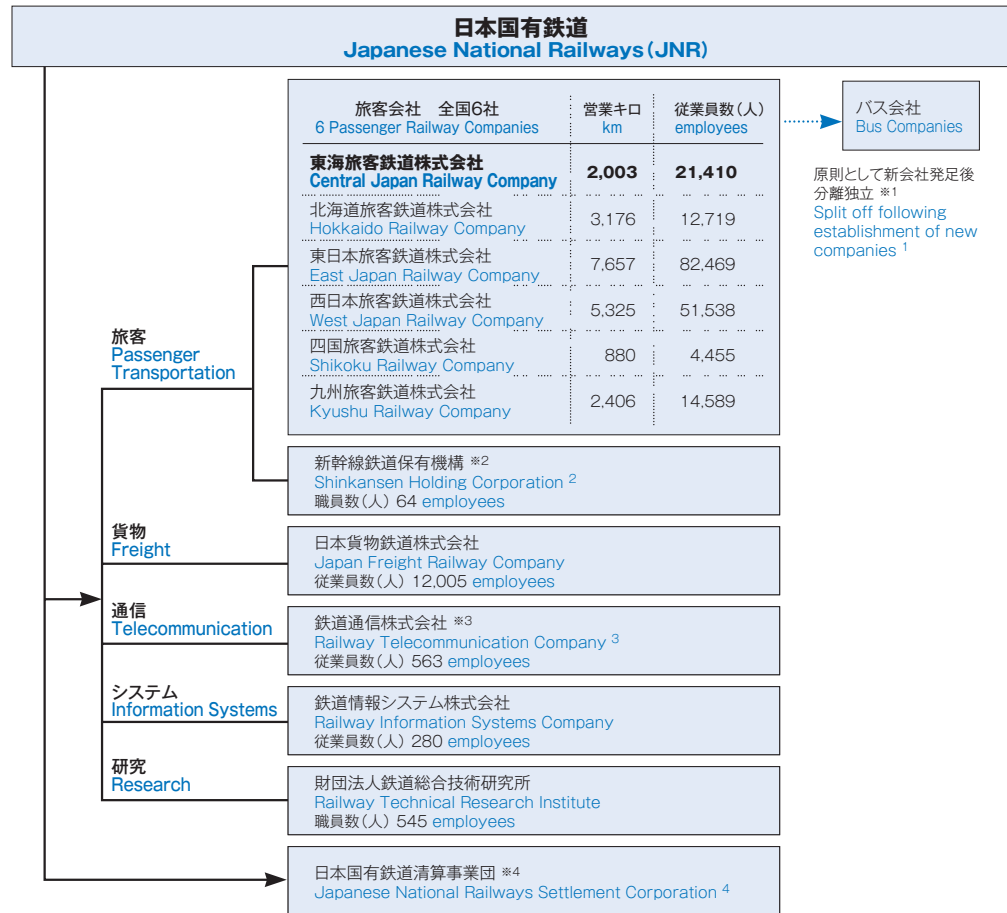 日本国有鉄道
Japanese National Railways(JNR)
旅客会社 全国6社
6 Passenger Railway Companies
営業キロ
km
従業員数(人)
employees
東海旅客鉄道株式会社
Central Japan Railway Company
2,003
21,410
北海道旅客鉄道株式会社
Hokkaido Railway Company
3,176
12,719
東日本旅客鉄道株式会社
East Japan Railway Company
7,657
82,469
西日本旅客鉄道株式会社
West Japan Railway Company
5,325
51,538
四国旅客鉄道株式会社
Shikoku Railway Company
880
4,455
九州旅客鉄道株式会社
Kyushu Railway Company
2,406
14,589
バス会社
Bus Companies
原則として新会社発足後
分離独立 ※1
Split off following
establishment of new
companies 1
旅客
Passenger
Transportation
新幹線鉄道保有機構 ※2
Shinkansen Holding Corporation 2
職員数(人) 64 employees
貨物
Freight
日本貨物鉄道株式会社
Japan Freight Railway Company
従業員数(人) 12,005 employees
通信
Telecommunication
鉄道通信株式会社 ※3
Railway Telecommunication Company 3
従業員数(人) 563 employees
システム
Information Systems
鉄道情報システム株式会社
Railway Information Systems Company
従業員数(人) 280 employees
研究
Research
財団法人鉄道総合技術研究所
Railway Technical Research Institute
職員数(人) 545 employees
日本国有鉄道清算事業団 ※4
Japanese National Railways Settlement Corporation 4